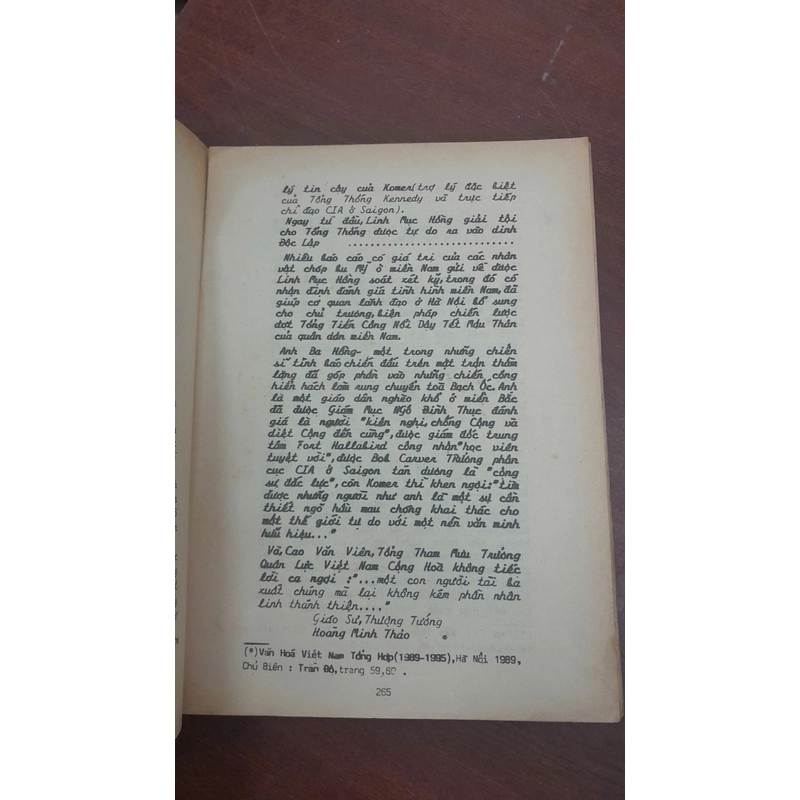 lý tin cậy của Komer(trợ lý đặc biệt
của Tổng Thống Kennedy và trực tiếp
chỉ đạo CIA ở Saigon).
Ngay từ đầu, Linh Mục Hồng giải tội
cho Tổng Thống được tự do ra vào dinh
Độc Lập ..............................
Nhiều báo cáo có giá trị của các nhân
vật chóp bu Mỹ ở miền Nam gửi về được
Linh Mục Hồng soát xét kỹ,trong đó có
nhận định đánh giá tình hình miền Nam,đã
giúp cơ quan lãnh đạo ở Hà Nội bổ sung
cho chủ trương,biện pháp chiến lược
đợt Tổng Tiến Công Nổi Dậy Tết Mậu Thân
của quân dân miền Nam.
Anh Ba Hồng- một trong những chiến
sĩ tình báo chiến đấu trên mặt trận thầm
lặng đã góp phần vào những chiến công
hiển hách làm rung chuyển toà Bạch Ốc.Anh
là một giáo dân nghèo khổ ở miền Bắc
đã được Giám Mục NGô Đình Thục đánh
giá là người "kiên nghị,chống Cộng và
diệt Cộng đến cùng",được giám đốc trung
tâm Fort Hallabird công nhận"học viên
tuyệt vời",được Bob Carver TRưởng phân
cục CIA ở Saigon tán dương là "cộng
sự đắc lực",còn Komer thì khen ngợi:"tìm
được những người như anh là một sự cần
thiết ngõ hầu mau chóng khai thác cho
một thế giới tự do với một nền văn minh
hữu hiệu..."
Và,Cao Văn Viên,Tổng Tham Mưu Trưởng
Quân Lực Việt Nam Cộng Hoà không tiếc
lời ca ngợi :"...một con người tài ba
xuất chúng mà lại không kém phần nhân
linh thánh thiện...."
Giáo Sư,Thượng Tướng
Hoàng Minh Thảo
(*)Văn Hoá Việt Nam Tổng Hợp(1989-1995),Hà Nội 1989,
Chủ Biên : Trần Độ,trang 59,60 .
265